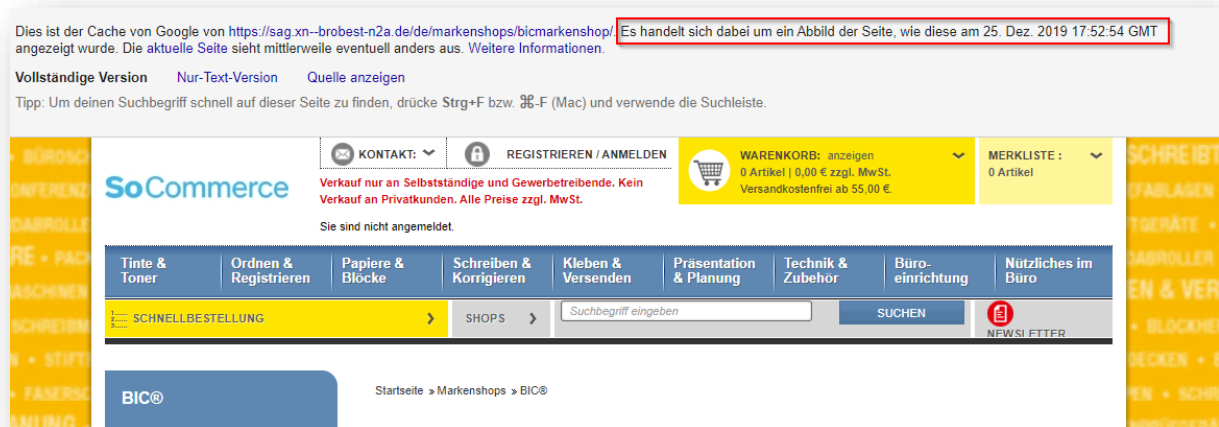 Dies ist der Cache von Google von https://sag.xn--brobest-n2a.de/de/markenshops/bicmarkenshop/. Es handelt sich dabei um ein Abbild der Seite, wie diese am 25. Dez. 2019 17:52:54 GMT
angezeigt wurde. Die aktuelle Seite sieht mittlerweile eventuell anders aus. Weitere Informationen.
Vollständige Version Nur-Text-Version Quelle anzeigen
Tipp: Um deinen Suchbegriff schnell auf dieser Seite zu finden, drücke Strg+F bzw. ⌘-F (Mac) und verwende die Suchleiste.
KONTAKT: REGISTRIEREN / ANMELDEN
SoCommerce
Verkauf nur an Selbstständige und Gewerbetreibende. Kein
Verkauf an Privatkunden. Alle Preise zzgl. MwSt.
Sie sind nicht angemeldet.
WARENKORB: anzeigen
0 Artikel | 0,00 € zzgl. MwSt.
Versandkostenfrei ab 55,00 €.
MERKLISTE :
0 Artikel
Tinte &
Toner
Ordnen &
Registrieren
Papiere &
Blöcke
Schreiben &
Korrigieren
Kleben &
Versenden
Präsentation
& Planung
Technik &
Zubehör
Büro-
einrichtung
Nützliches im
Büro
SCHNELLBESTELLUNG SHOPS Suchbegriff eingeben SUCHEN
NEWSLETTER
BIC®
Startseite » Markenshops » BIC®